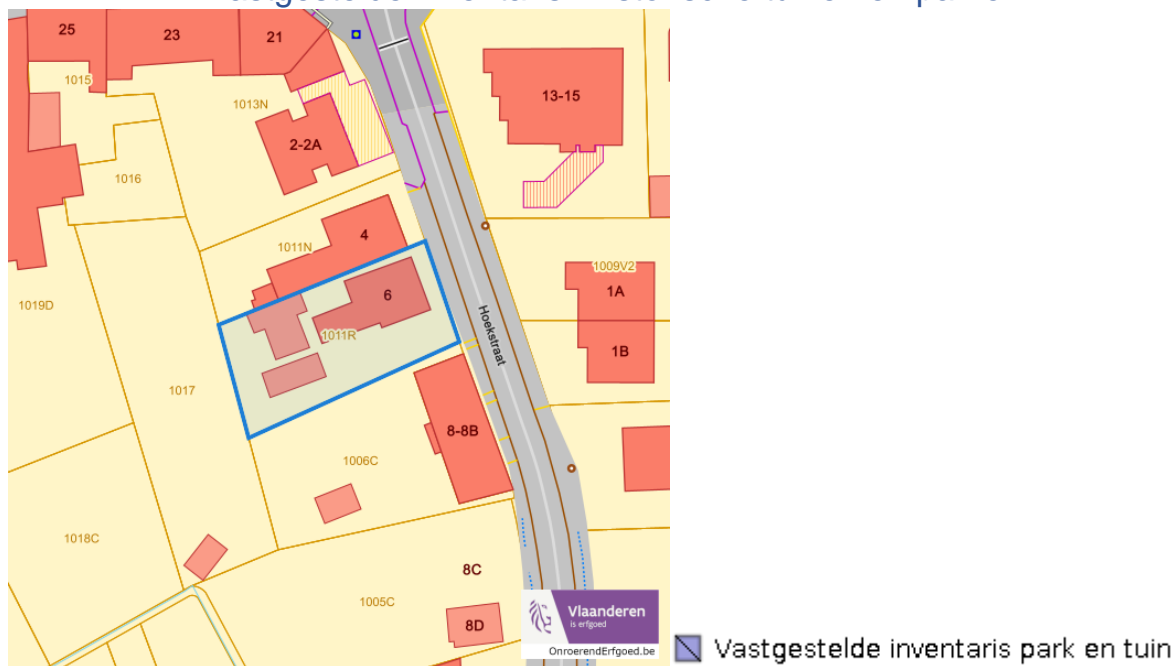 25
23
21
1015
1013N
13-15
2-2A
1016
4
1011N
1009V2
6
1A
1019D
Hoekstraat
1011R
1B
1017
8-8B
1006C
1018C
8C
1005C
Vlaanderen
is erfgoed
8D
OnroerendErfgoed.be
Vastgestelde inventaris park en tuin